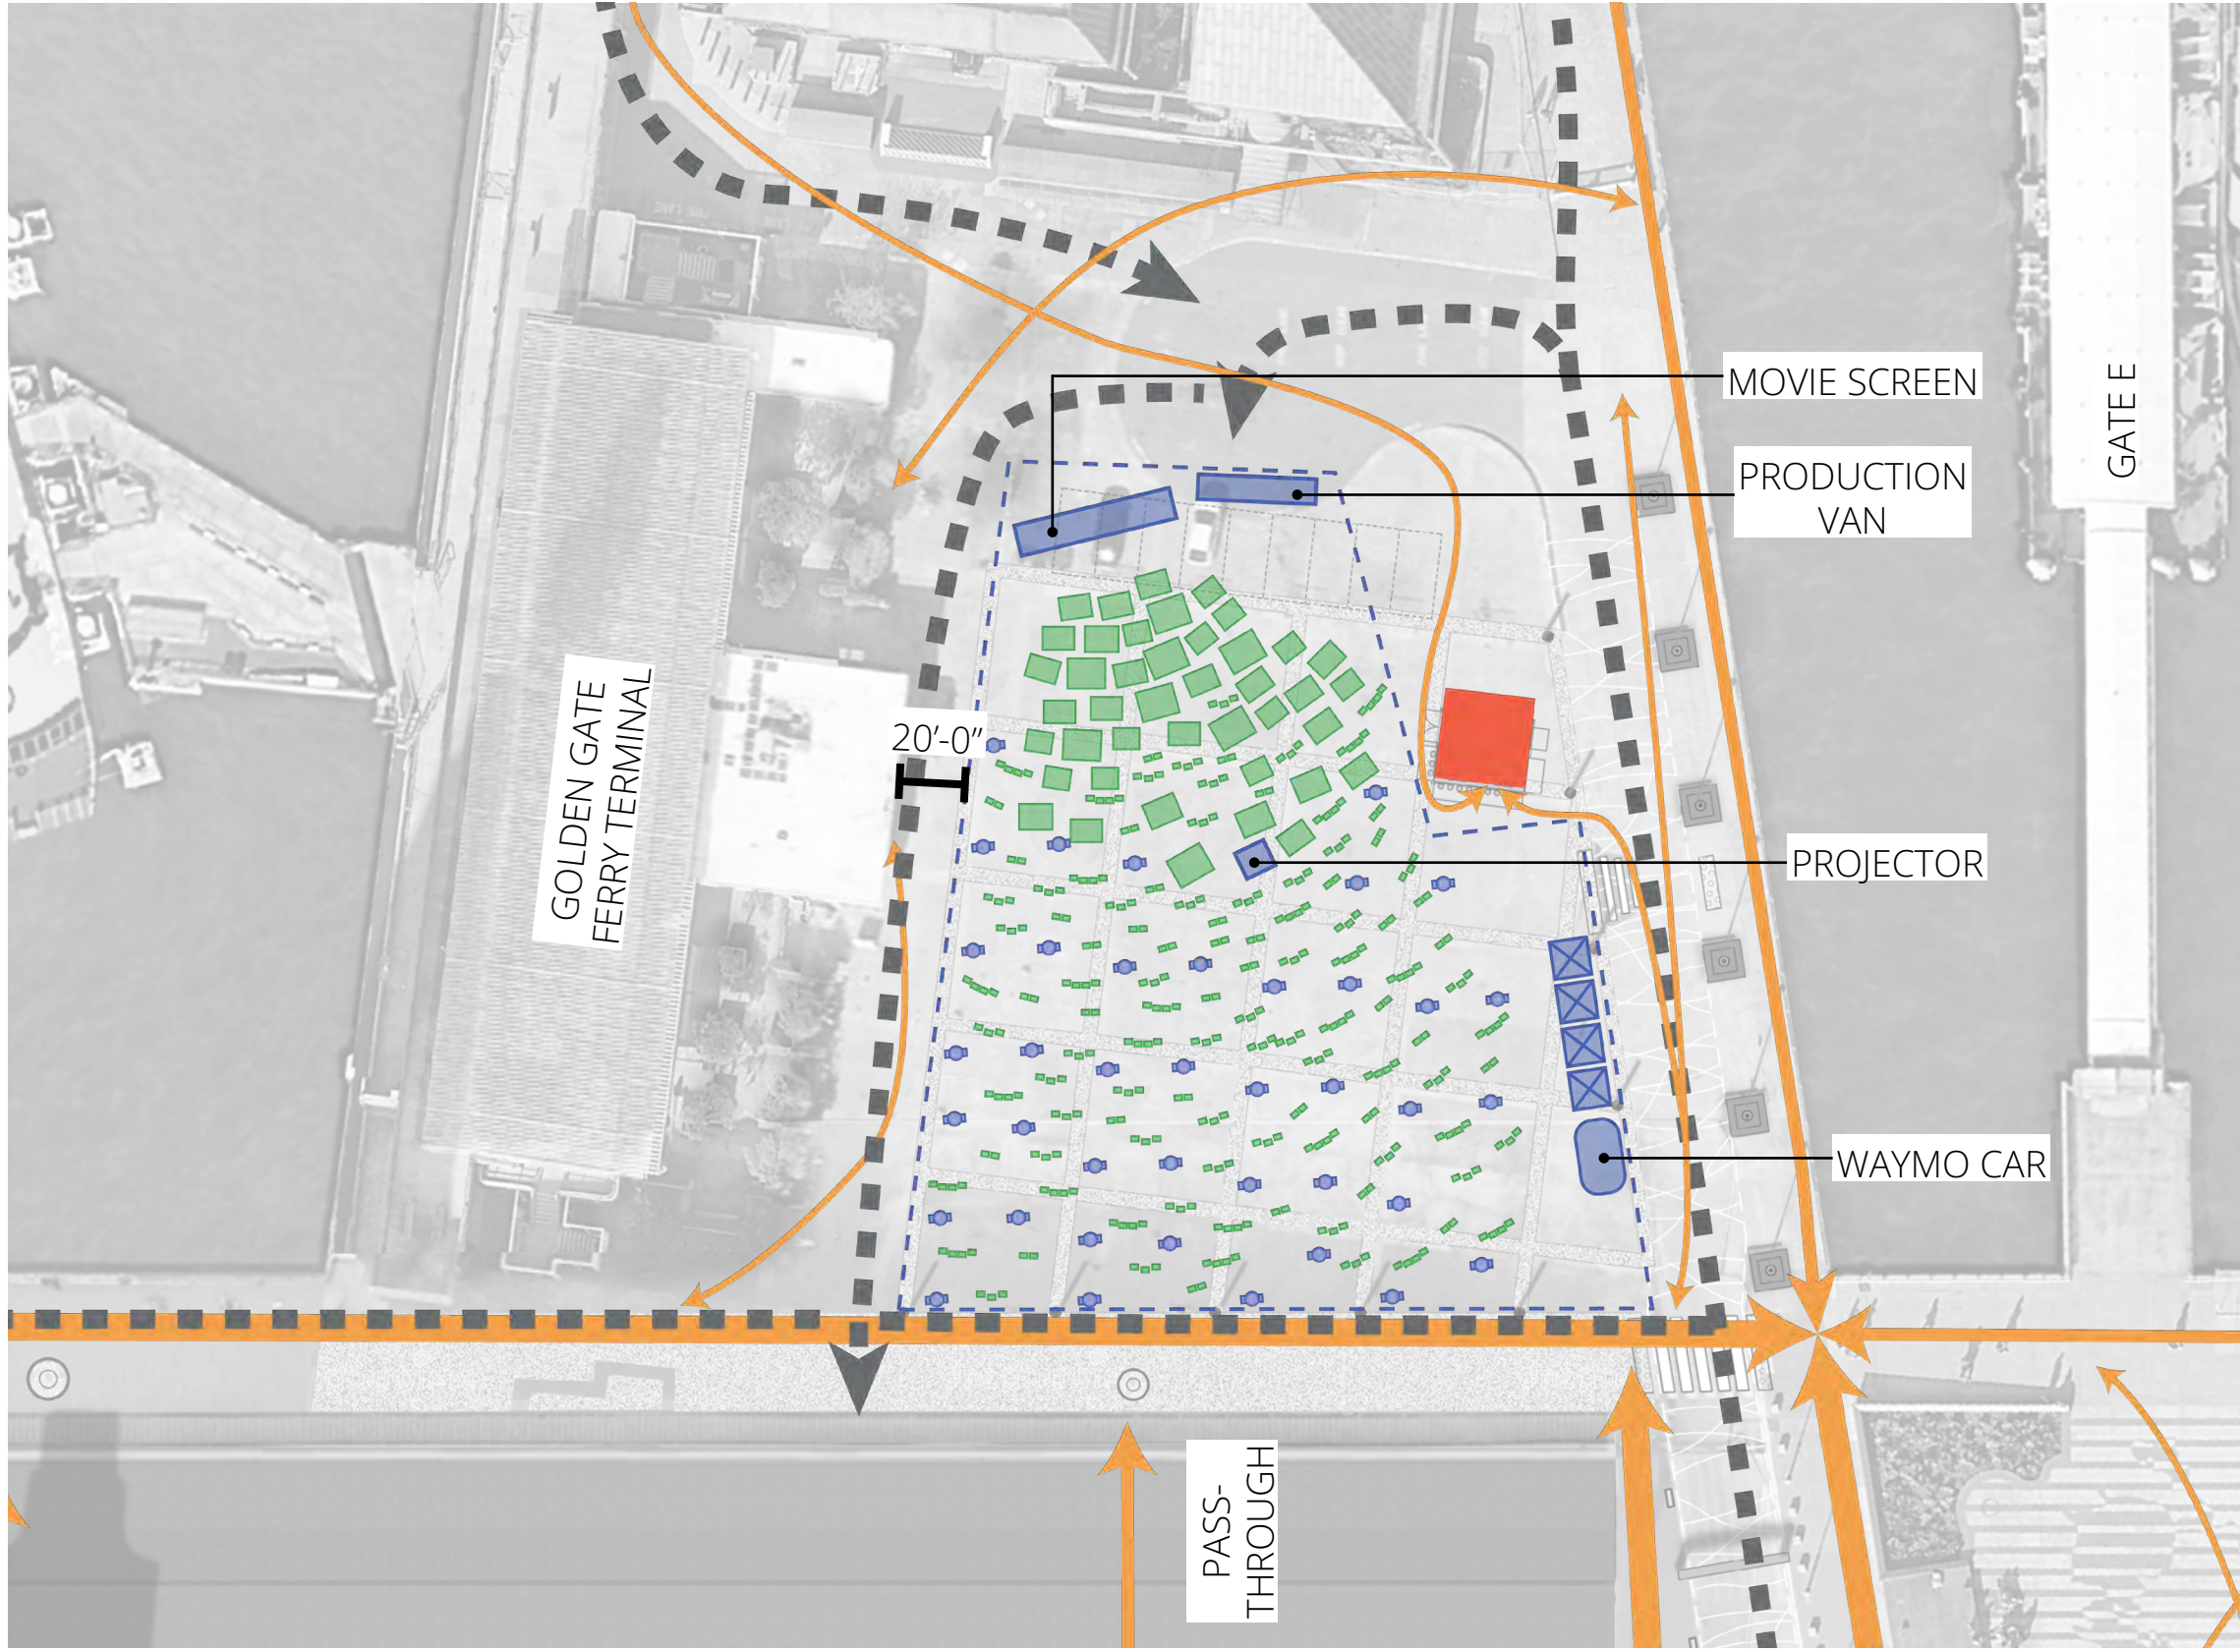 MOVIE SCREEN
GATE E
PRODUCTION
VAN
GOLDEN GATE
FERRY TERMINAL
20’-0”
PROJECTOR
WAYMO CAR
PASS-
THROUGH